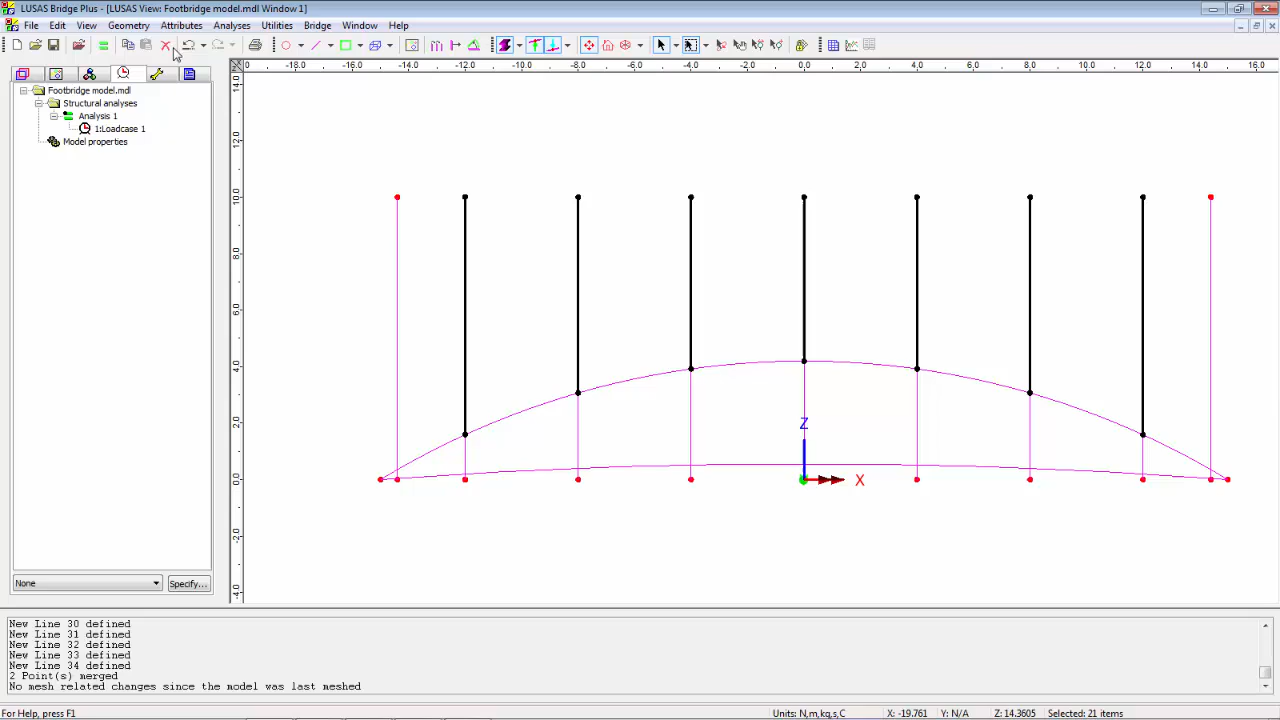 LUSAS Bridge Plus - [LUSAS View: Footbridge model.mdl Window 1]
File Edit View Geometry Attributes Analyses Utilities Bridge Window Help
Z X .0 -18.0 -16.0 -14.0 -12.0 -10.0 -8.0 -6.0 -4.0 -2.0 0.0 2.0 4.0 6.0 8.0 10.0 12.0 14.0 16.0
14.0
12.0
10.0
8.0
6.0
4.0
2.0
0.0
-2.0
-4.0
Footbridge model.mdl
Structural analyses
Analysis 1
1:Loadcase 1
Model properties
Z
X
None Specify...
New Line 30 defined
New Line 31 defined
New Line 32 defined
New Line 33 defined
New Line 34 defined
2 Point(s) merged
No mesh related changes since the model was last meshed
For Help, press F1 Units: N,m,kg,s,C X: -19.761 Y: N/A Z: 14.3605 Selected: 21 items